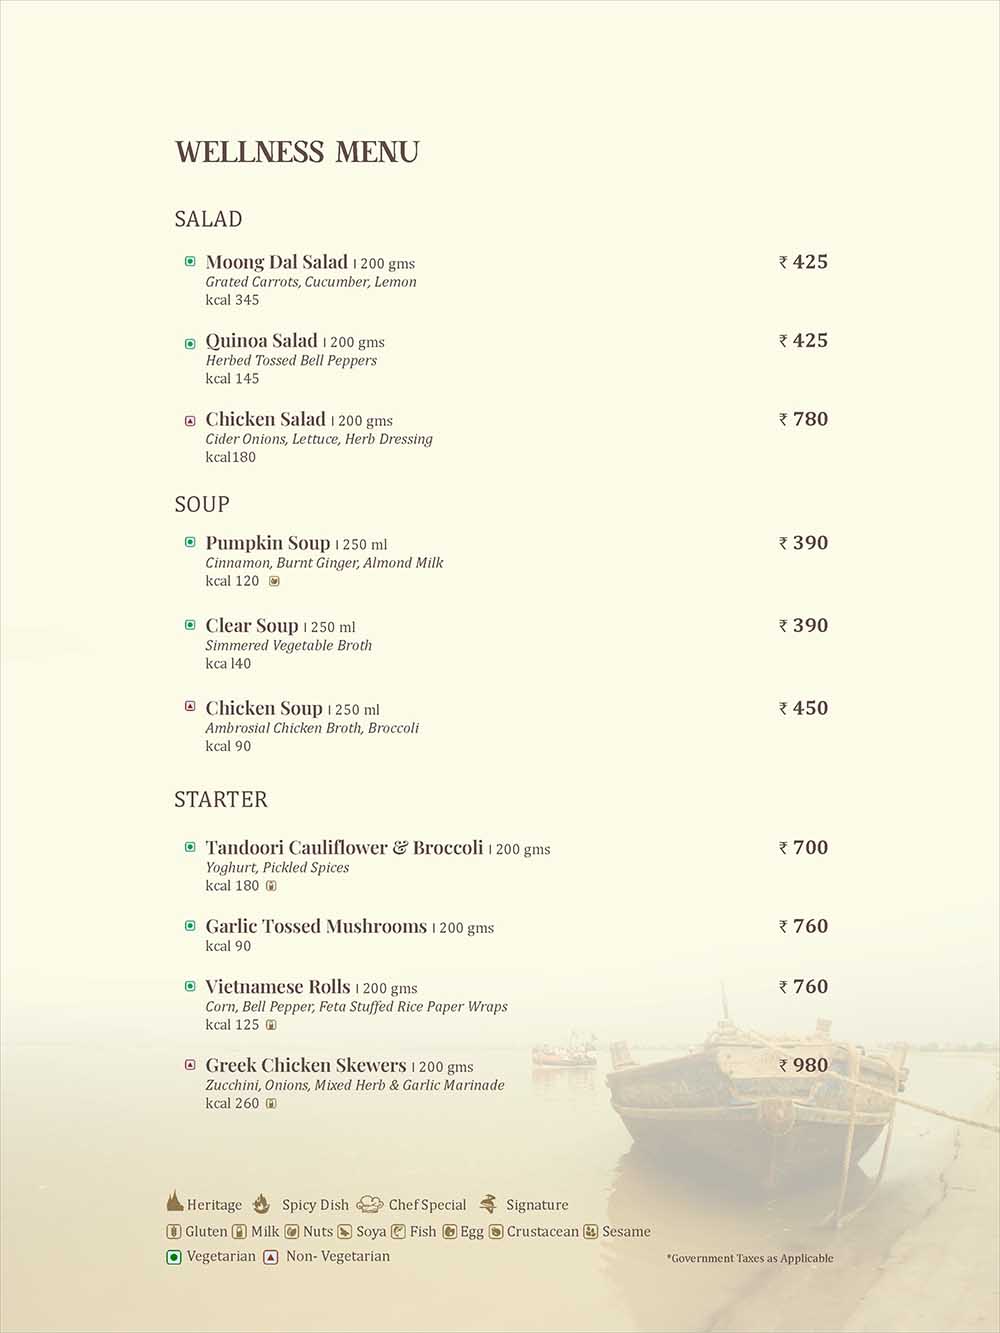 WELLNESS MENU
SALAD
Moong Dal Salad | 200 gms ₹ 425
Grated Carrots, Cucumber, Lemon
kcal 345
Quinoa Salad | 200 gms ₹ 425
Herbed Tossed Bell Peppers
kcal 145
Chicken Salad | 200 gms ₹ 780
Cider Onions, Lettuce, Herb Dressing
kcal180
SOUP
Pumpkin Soup | 250 ml ₹ 390
Cinnamon, Burnt Ginger, Almond Milk
kcal 120
Clear Soup | 250 ml ₹ 390
Simmered Vegetable Broth
kca l40
Chicken Soup | 250 ml ₹ 450
Ambrosial Chicken Broth, Broccoli
kcal 90
STARTER
Tandoori Cauliflower & Broccoli | 200 gms ₹ 700
Yoghurt, Pickled Spices
kcal 180
Garlic Tossed Mushrooms | 200 gms ₹ 760
kcal 90
Vietnamese Rolls | 200 gms ₹ 760
Corn, Bell Pepper, Feta Stuffed Rice Paper Wraps
kcal 125
Greek Chicken Skewers | 200 gms ₹ 980
Zucchini, Onions, Mixed Herb & Garlic Marinade
kcal 260
Heritage Spicy Dish Chef Special Signature
Gluten Milk Nuts Soya Fish Egg Crustacean Sesame
Vegetarian Non- Vegetarian *Government Taxes as Applicable